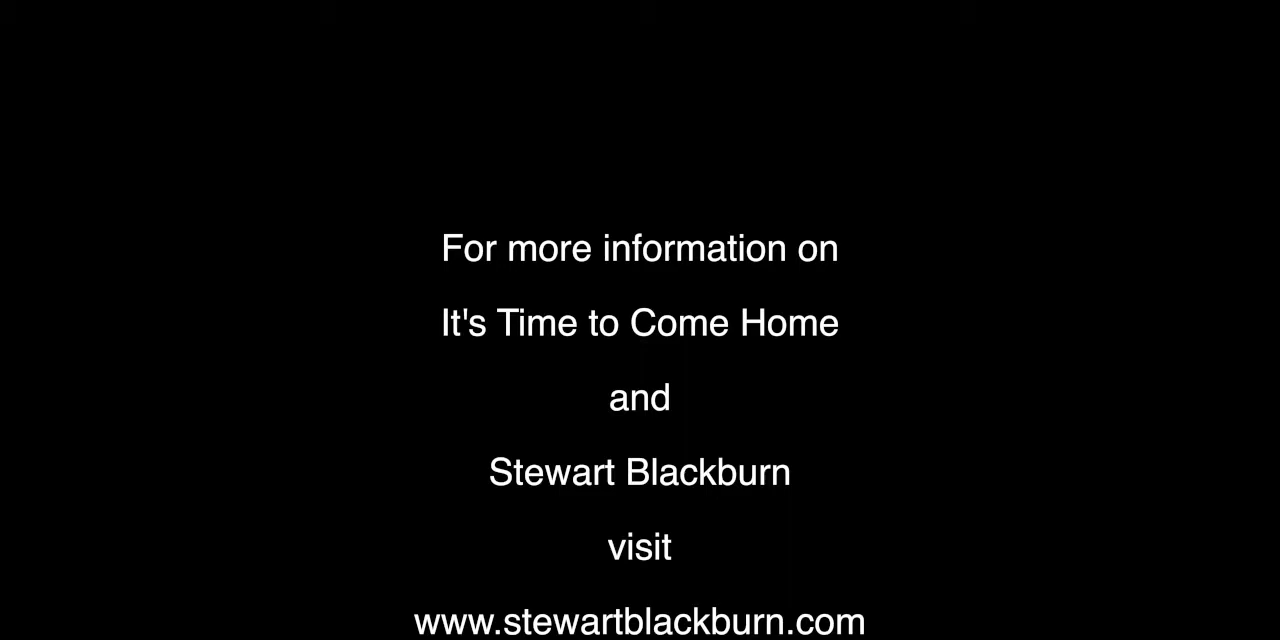 For more information on
It's Time to Come Home
and
Stewart Blackburn
visit
www.stewartblackburn.com